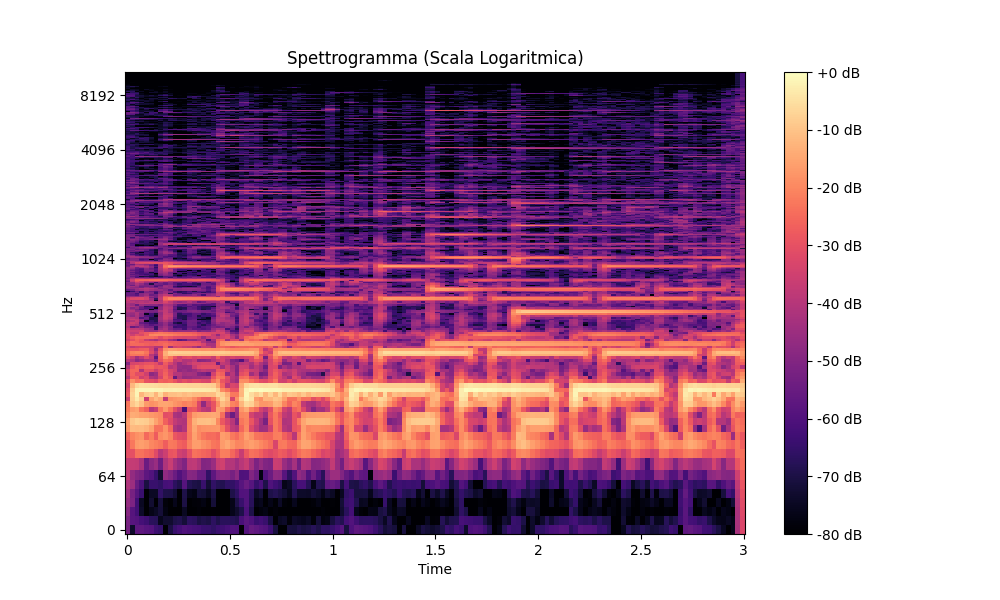 Spettrogramma (Scala Logaritmica)
Hz
8192
4096
2048
1024
512
256
128
64
0
0 0.5 1 1.5 2 2.5 3
Time
+0 dB
-10 dB
-20 dB
-30 dB
-40 dB
-50 dB
-60 dB
-70 dB
-80 dB